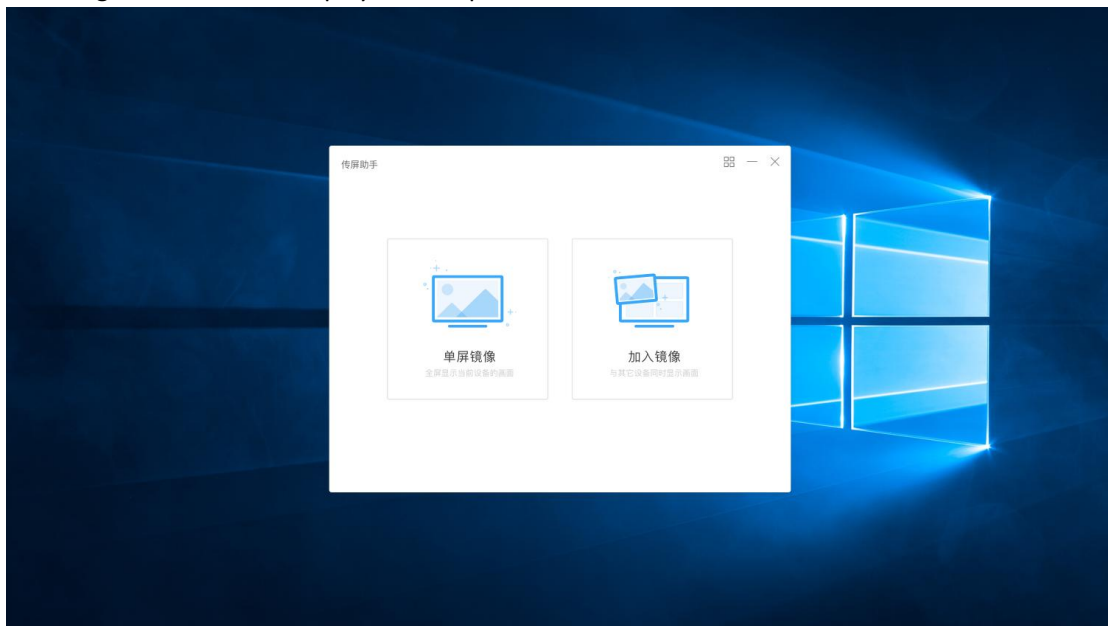 传屏助手
单屏镜像
全屏显示当前设备的画面
加入镜像
与其它设备同时显示画面